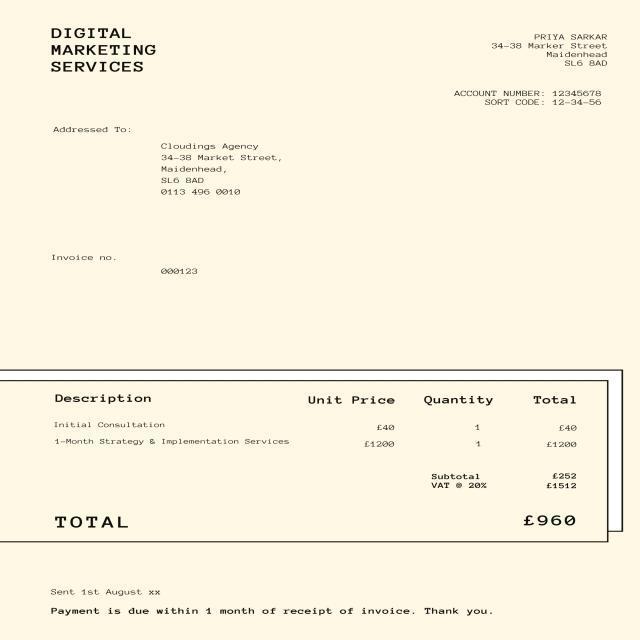 DIGITAL
MARKETING
SERVICES
PRIYA SARKAR
34-38 Marker Street
Maidenhead
SL6 8AD
ACCOUNT NUMBER: 12345678
SORT CODE: 12-34-56
Addressed To:
Cloudings Agency
34-38 Market Street,
Maidenhead,
SL6 8AD
0113 496 0010
Invoice no.
000123
Description Unit Price Quantity Total
Initial Consultation £40 1 £40
1-Month Strategy & Implementation Services £1200 1 £1200
Subtotal £252
VAT @ 20% £1512
TOTAL £960
Sent 1st August xx
Payment is due within 1 month of receipt of invoice. Thank you.